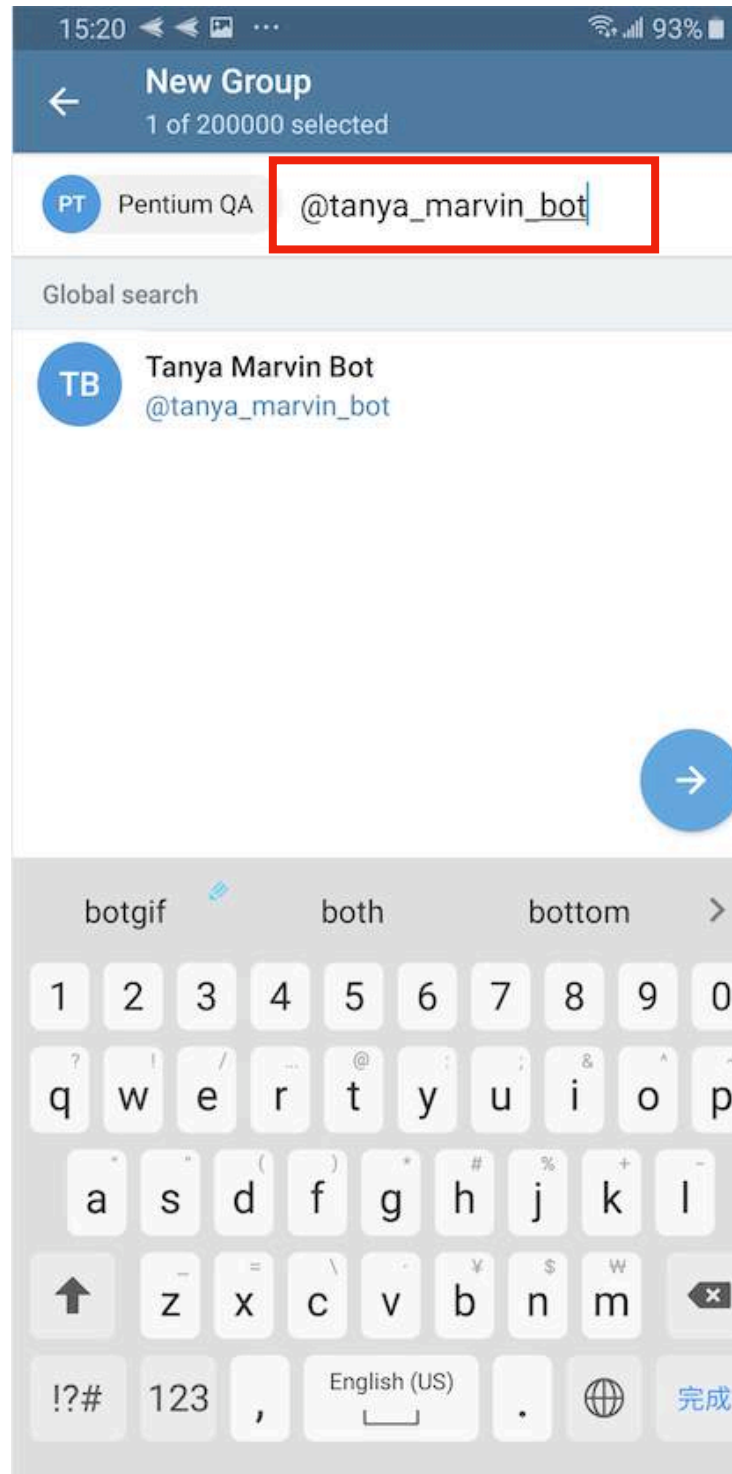 15:20 ... 93%
New Group
1 of 200000 selected
PT Pentium QA @tanya_marvin_bot
Global search
TB
Tanya Marvin Bot
@tanya_marvin_bot
botgif both bottom
1 2 3 4 5 6 7 8 9 0
? ! / ... @ : ; & ^
q w e r t y u i o p
( ) * # % + -
a s d f g h j k l
_ = \ · ¥ $ ₩
z x c v b n m
!?# 123 , English (US) . 完成